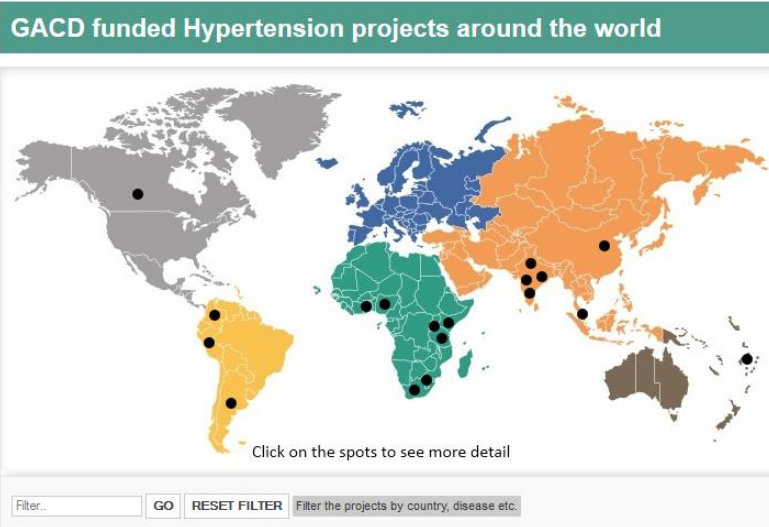 GACD funded Hypertension projects around the world
Click on the spots to see more detail
Filter.. GO RESET FILTER Filter the projects by country, disease etc.